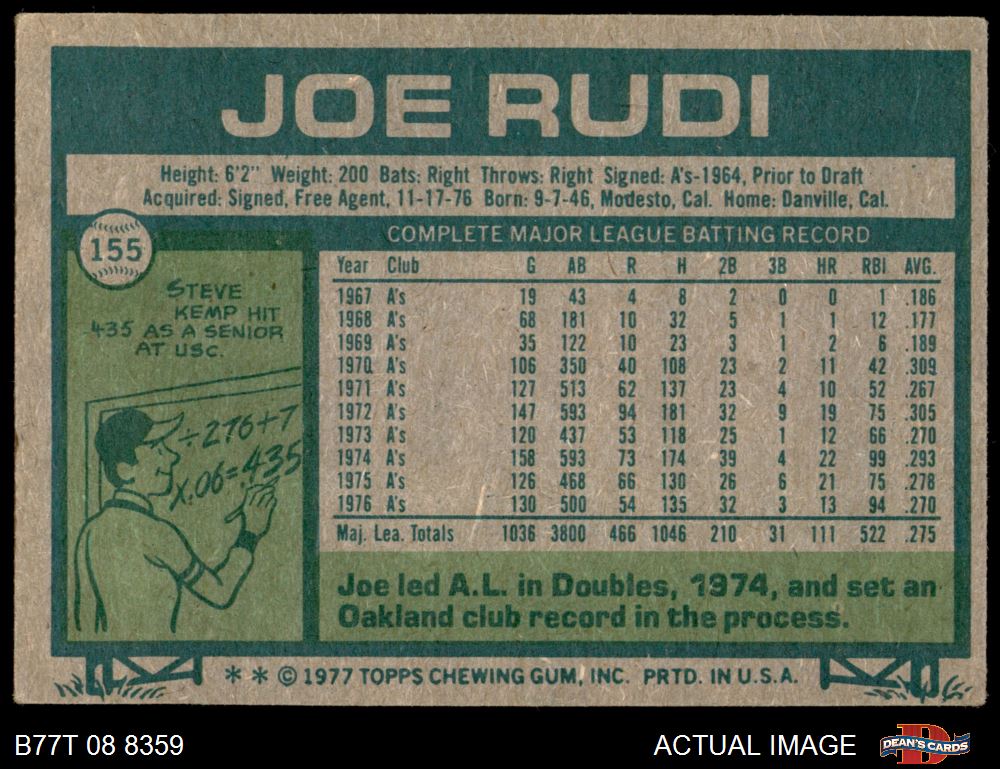 JOE RUDI
Height: 6'2" Weight: 200 Bats: Right Throws: Right Signed: A's-1964, Prior to Draft
Acquired: Signed, Free Agent, 11-17-76 Born: 9-7-46, Modesto, Cal. Home: Danville, Cal.
155
STEVE
KEMP HIT
.435 AS A SENIOR
AT USC.
÷276+7
X.06=.435
COMPLETE MAJOR LEAGUE BATTING RECORD
Year Club G AB R H 2B 3B HR RBI AVG.
1967 A's 19 43 4 8 2 0 0 1 .186
1968 A's 68 181 10 32 5 1 1 12 .177
1969 A's 35 122 10 23 3 1 2 6 .189
1970 A's 106 350 40 108 23 2 11 42 .309
1971 A's 127 513 62 137 23 4 10 52 .267
1972 A's 147 593 94 181 32 9 19 75 .305
1973 A's 120 437 53 118 25 1 12 66 .270
1974 A's 158 593 73 174 39 4 22 99 .293
1975 A's 126 468 66 130 26 6 21 75 .278
1976 A's 130 500 54 135 32 3 13 94 .270
Maj. Lea. Totals 1036 3800 466 1046 210 31 111 522 .275
Joe led A.L. in Doubles, 1974, and set an
Oakland club record in the process.
** © 1977 TOPPS CHEWING GUM, INC. PRTD. IN U.S.A.
B77T 08 8359
ACTUAL IMAGE
DEAN'S CARDS